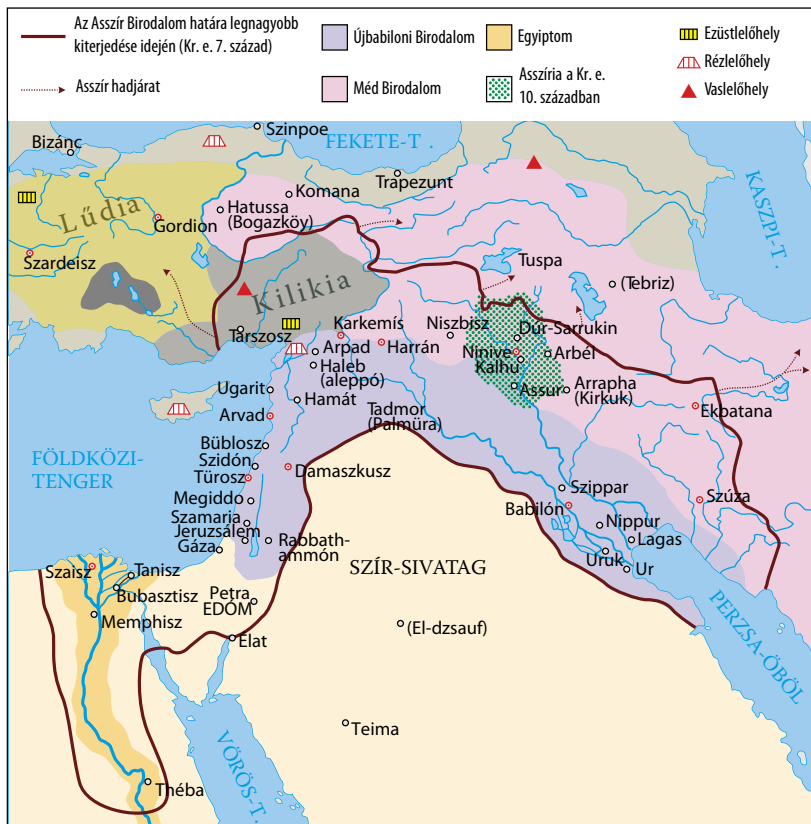 Az Asszír Birodalom határa legnagyobb
kiterjedése idején (Kr. e. 7. század)
Asszír hadjárat
Újbabiloni Birodalom
Méd Birodalom
Egyiptom
Asszíria a Kr. e.
10. században
Ezüstlelőhely
Rézlelőhely
Vaslelőhely
Bizánc
Szinpoe
FEKETE-T .
Trapezunt
KASZPI-T .
Komana
Hatussa
(Bogazköy)
Lűdia
Gordion
Szardeisz
Kilikia
Tuspa
(Tebriz)
Társzosz
Karkemís
Niszbisz
Dúr-Sarrukín
Arpad
Harrán
Ninive
Arbél
Haleb
(aleppó)
Kalhu
Ugarit
Hamát
Assur
Arrapha
(Kirkuk)
Arvad
Tadmor
(Palmüra)
Ekbatana
Büblosz
FÖLDKÖZI-
TENGER
Szidón
Türosz
Damaszkusz
Szippar
Szúza
Megiddo
Babilón
Szamaria
Nippur
Jeruzsálem
Rabbath-
ammón
Lagas
Gáza
Uruk
Ur
SZÍR-SIVATAG
Szaisz
Tanisz
Bubasztisz
Petra
EDÓM
Memphisz
(El-dzsauf)
Elat
PERZSA-ÖBÖL
Teima
VÖRÖS-T .
Théba